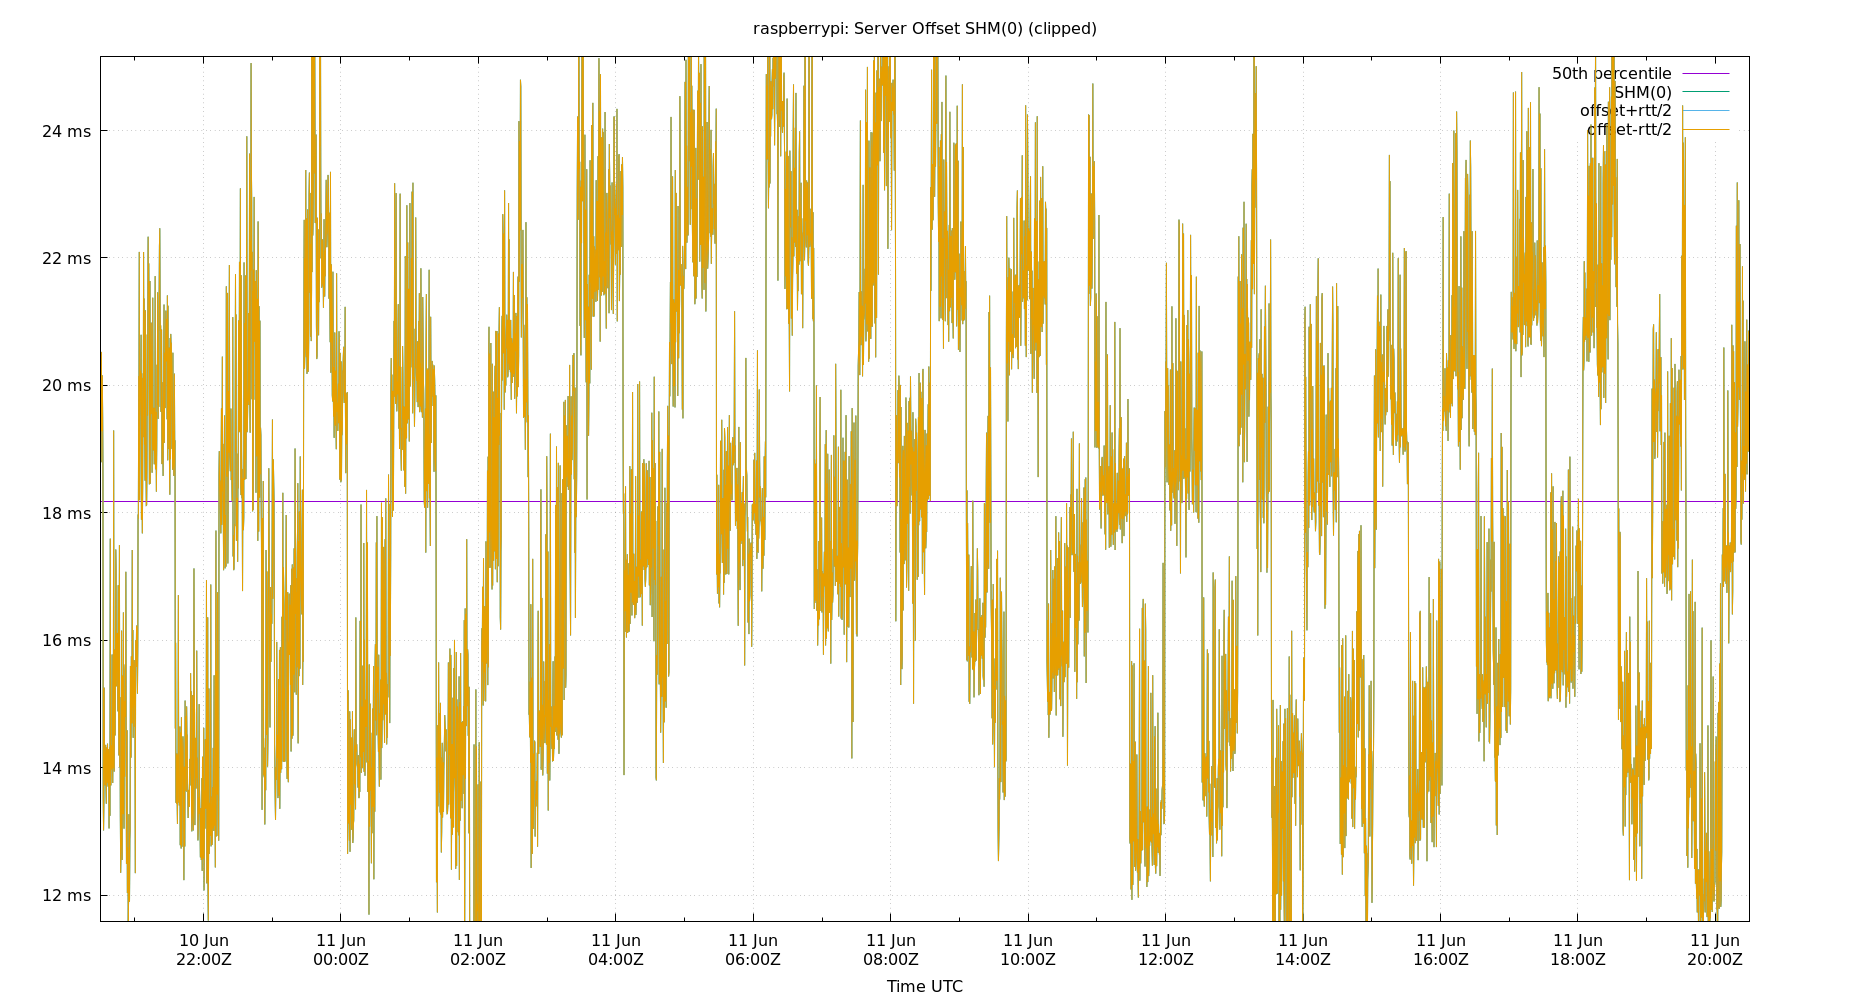 raspberrypi: Server Offset SHM(0) (clipped)
50th percentile
SHM(0)
offset+rtt/2
offset-rtt/2
24 ms
22 ms
20 ms
18 ms
16 ms
14 ms
12 ms
10 Jun 11 Jun 11 Jun 11 Jun 11 Jun 11 Jun 11 Jun 11 Jun 11 Jun 11 Jun 11 Jun 11 Jun
22:00Z 00:00Z 02:00Z 04:00Z 06:00Z 08:00Z 10:00Z 12:00Z 14:00Z 16:00Z 18:00Z 20:00Z
Time UTC